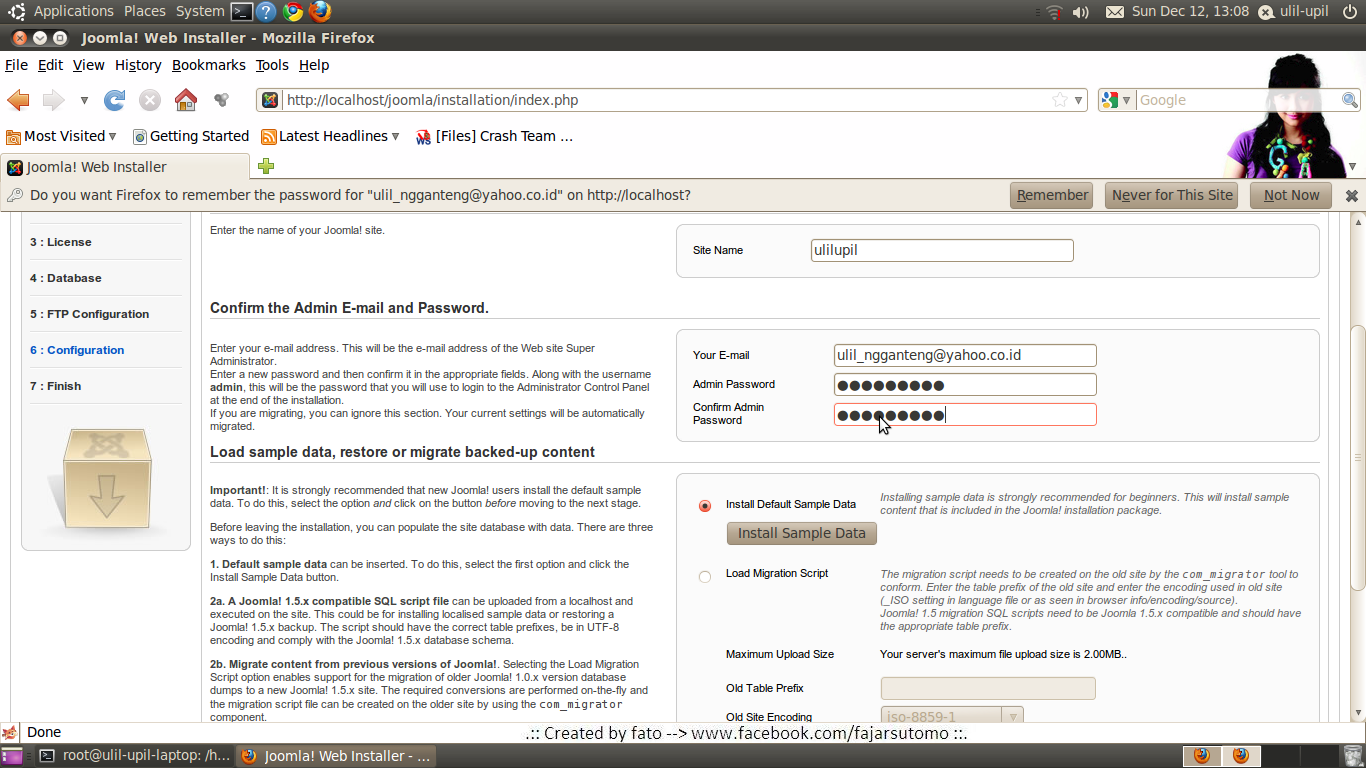 Applications Places System
Sun Dec 12, 13:08 ulil-upil
Joomla! Web Installer - Mozilla Firefox
File Edit View History Bookmarks Tools Help
http://localhost/joomla/installation/index.php
Google
Most Visited Getting Started Latest Headlines [Files] Crash Team ...
Joomla! Web Installer
Do you want Firefox to remember the password for "ulil_ngganteng@yahoo.co.id" on http://localhost?
Remember Never for This Site Not Now
3 : License
4 : Database
5 : FTP Configuration
6 : Configuration
7 : Finish
Enter the name of your Joomla! site.
Site Name ulilupil
Confirm the Admin E-mail and Password.
Enter your e-mail address. This will be the e-mail address of the Web site Super
Administrator.
Enter a new password and then confirm it in the appropriate fields. Along with the username
admin, this will be the password that you will use to login to the Administrator Control Panel
at the end of the installation.
If you are migrating, you can ignore this section. Your current settings will be automatically
migrated.
Your E-mail ulil_ngganteng@yahoo.co.id
Admin Password
Confirm Admin
Password
Load sample data, restore or migrate backed-up content
Important!: It is strongly recommended that new Joomla! users install the default sample
data. To do this, select the option and click on the button before moving to the next stage.
Before leaving the installation, you can populate the site database with data. There are three
ways to do this:
1. Default sample data can be inserted. To do this, select the first option and click the
Install Sample Data button.
2a. A Joomla! 1.5.x compatible SQL script file can be uploaded from a localhost and
executed on the site. This could be for installing localised sample data or restoring a
Joomla! 1.5.x backup. The script should have the correct table prefixes, be in UTF-8
encoding and comply with the Joomla! 1.5.x database schema.
2b. Migrate content from previous versions of Joomla!. Selecting the Load Migration
Script option enables support for the migration of older Joomla! 1.0.x version database
dumps to a new Joomla! 1.5.x site. The required conversions are performed on-the-fly and
the migration script file can be created on the older site by using the com_migrator
component.
Install Default Sample Data
Installing sample data is strongly recommended for beginners. This will install sample
content that is included in the Joomla! installation package.
Install Sample Data
Load Migration Script
The migration script needs to be created on the old site by the com_migrator tool to
conform. Enter the table prefix of the old site and enter the encoding used in old site
(_ISO setting in language file or as seen in browser info/encoding/source).
Joomla! 1.5 migration SQL scripts need to be Joomla 1.5.x compatible and should have
the appropriate table prefix.
Maximum Upload Size Your server's maximum file upload size is 2.00MB..
Old Table Prefix
Old Site Encoding iso-8859-1
Done
.:: Created by fato --> www.facebook.com/fajarsutomo ::.
root@ulil-upil-laptop: /h... Joomla! Web Installer - ...